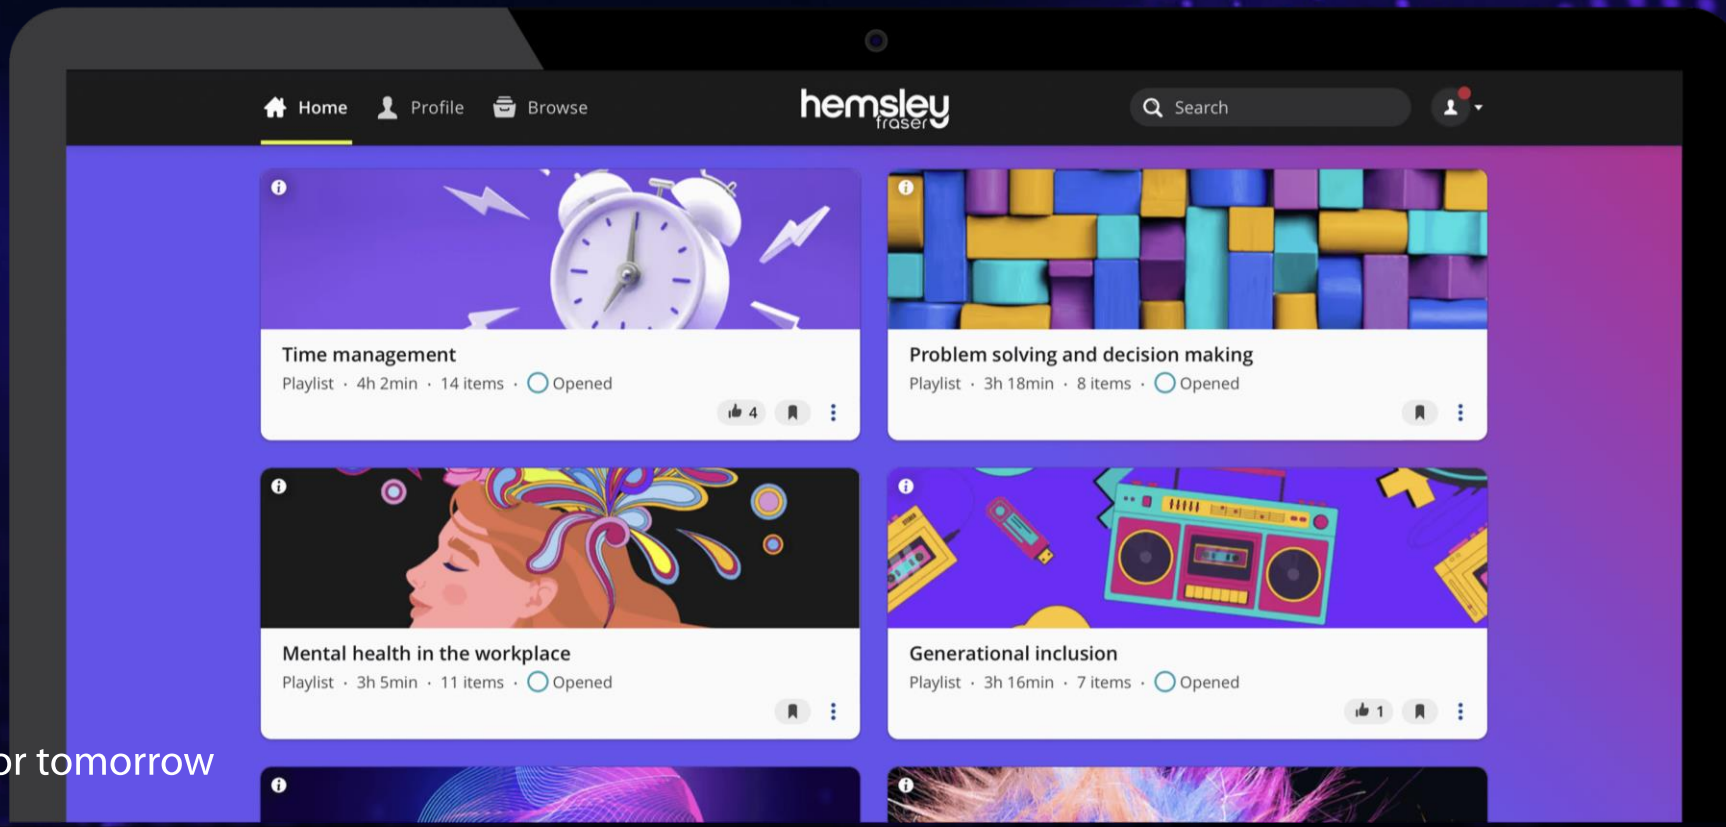 Home
Profile
Browse
hemsley
fraser
Search
Time management
Playlist · 4h 2min · 14 items · Opened
4
Problem solving and decision making
Playlist · 3h 18min · 8 items · Opened
Mental health in the workplace
Playlist · 3h 5min · 11 items · Opened
Generational inclusion
Playlist · 3h 16min · 7 items · Opened
1
or tomorrow